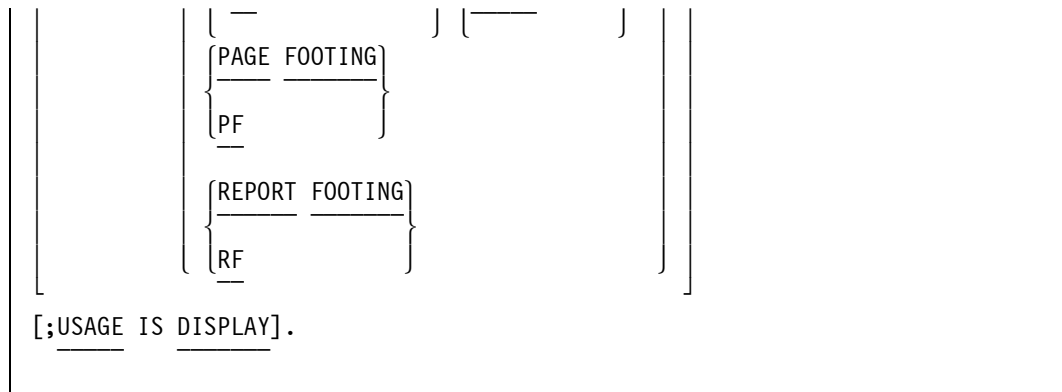 PAGE FOOTING
PF
REPORT FOOTING
RF
[;USAGE IS DISPLAY].